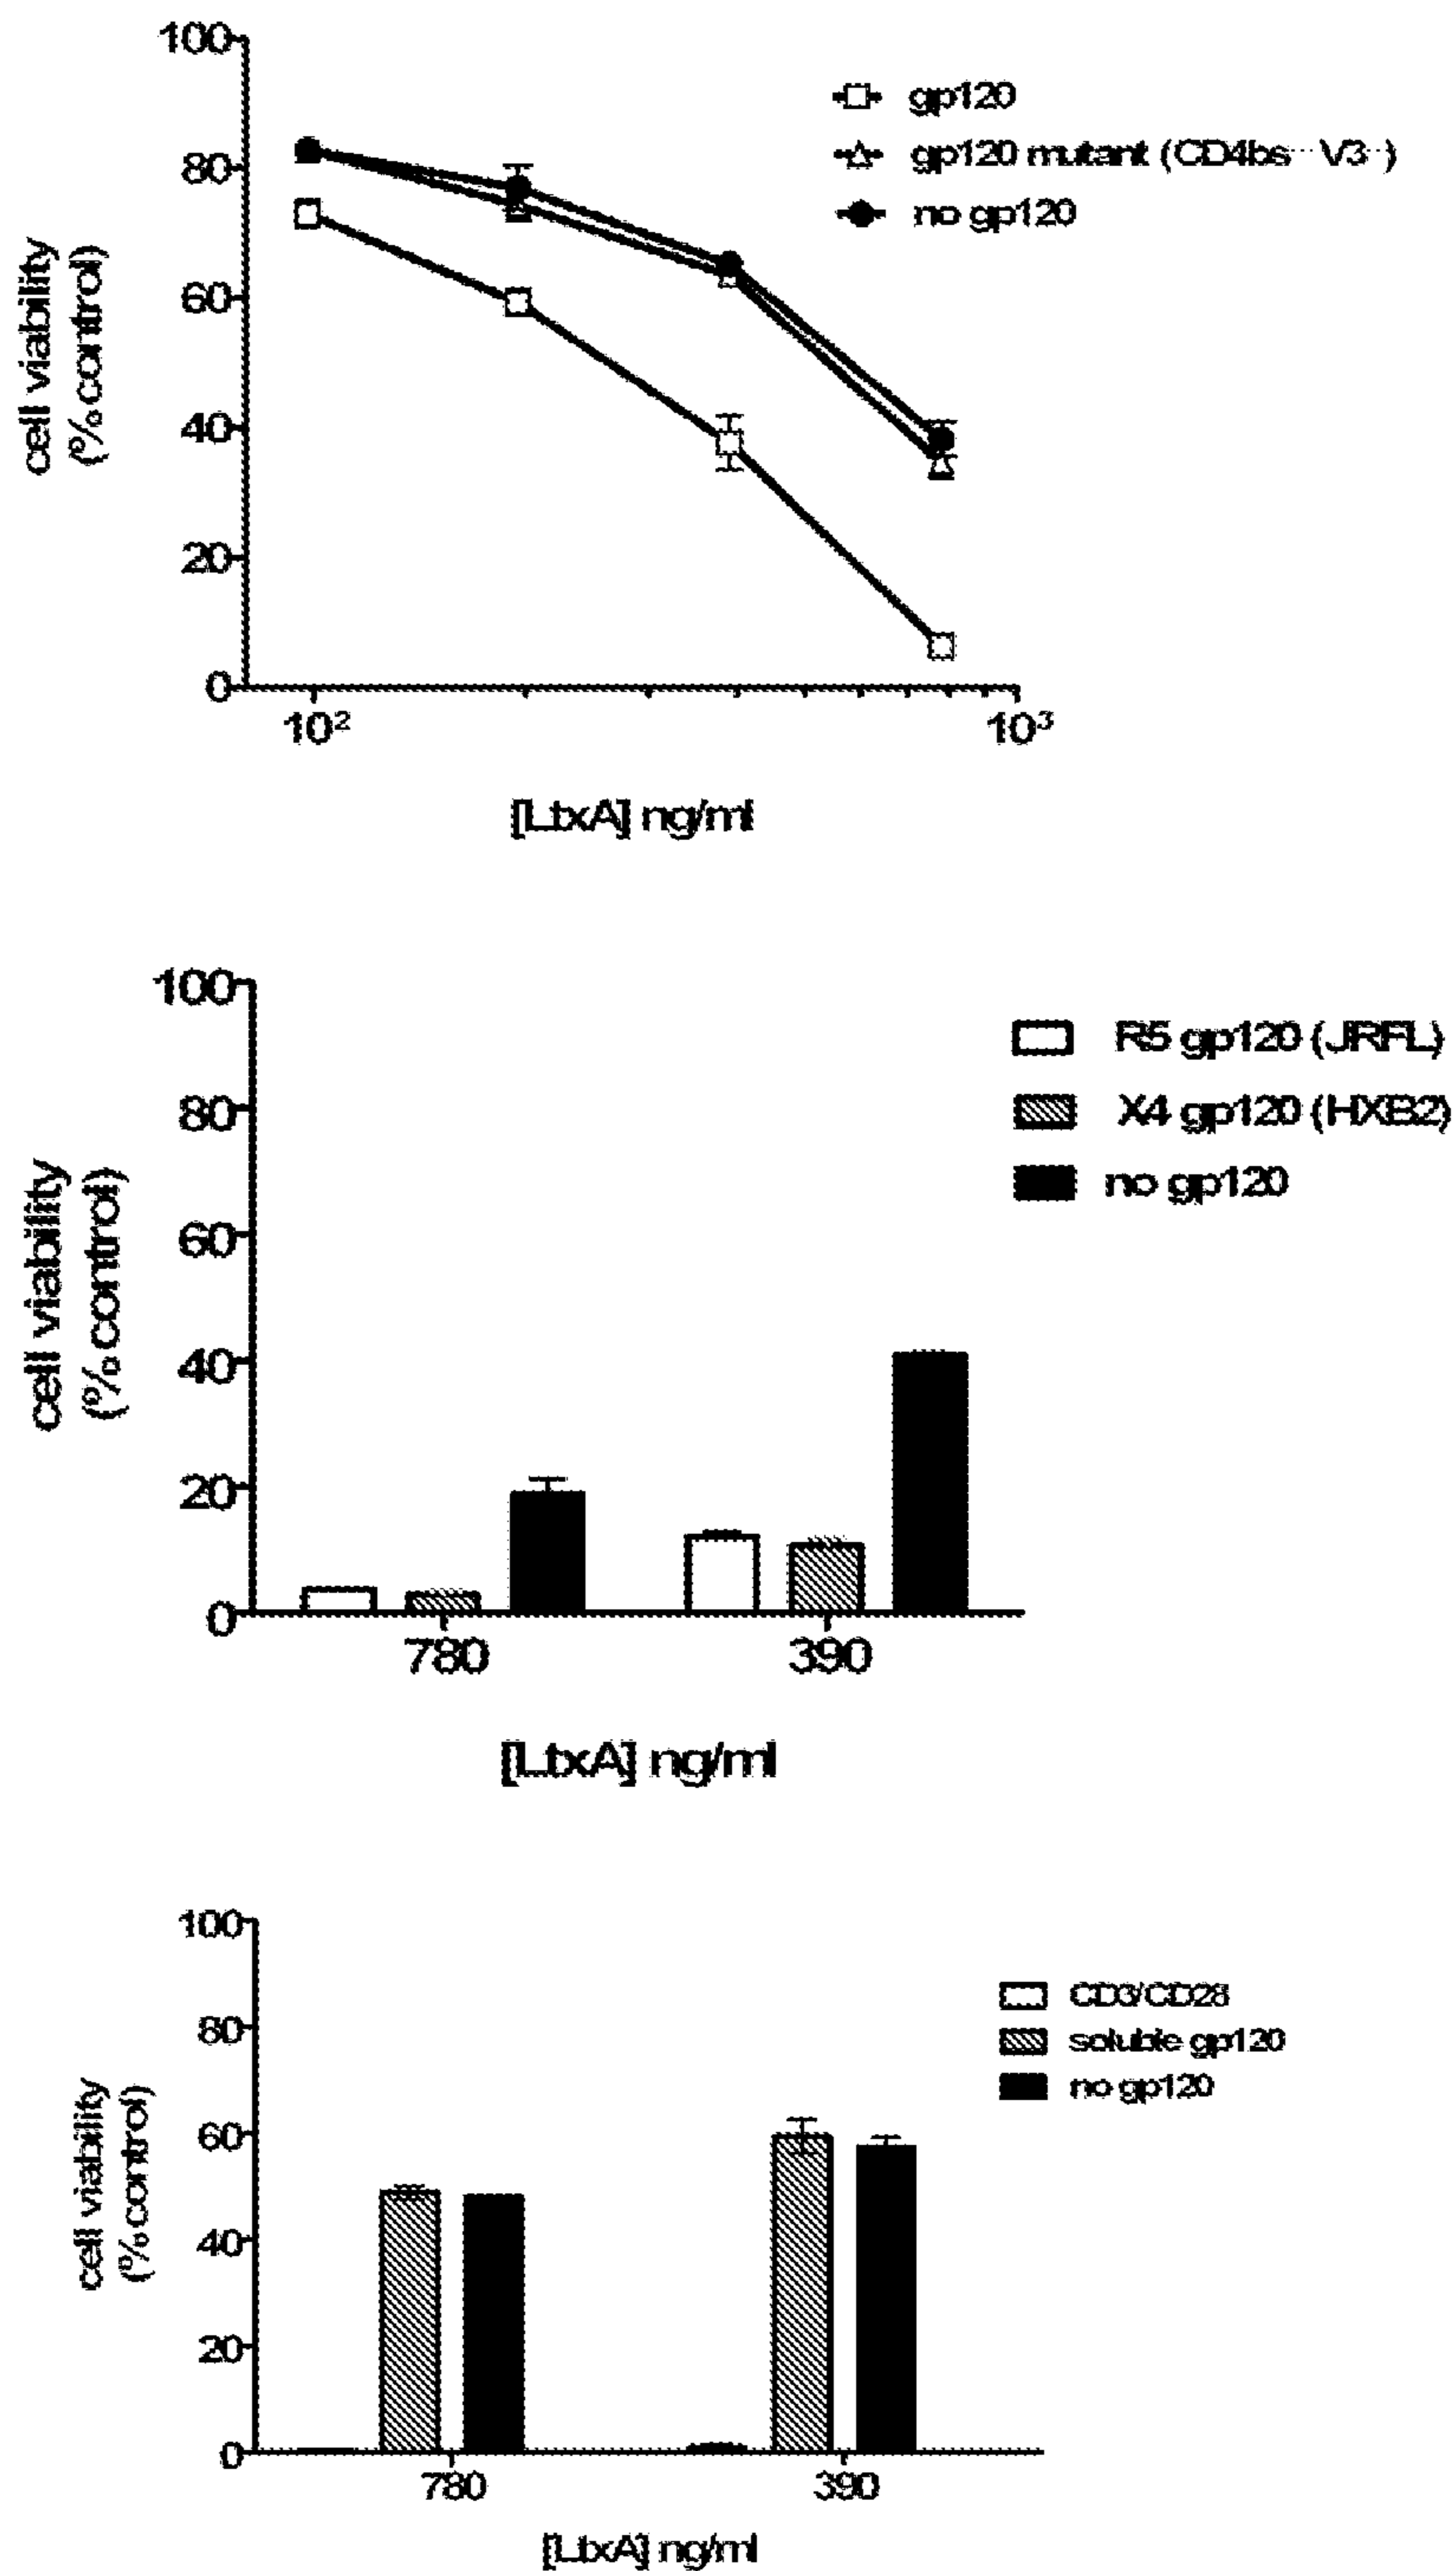 100
80
60
40
20
0
cell viability
(% control)
gp120
gp120 mutant (CD4bs⁻ V3⁻)
no gp120
10²
10³
[LtxA] ng/ml
100
80
60
40
20
0
cell viability
(% control)
R5 gp120 (JRFL)
X4 gp120 (HXB2)
no gp120
780
390
[LtxA] ng/ml
100
80
60
40
20
0
cell viability
(% control)
CD3/CD28
soluble gp120
no gp120
780
390
[LtxA] ng/ml